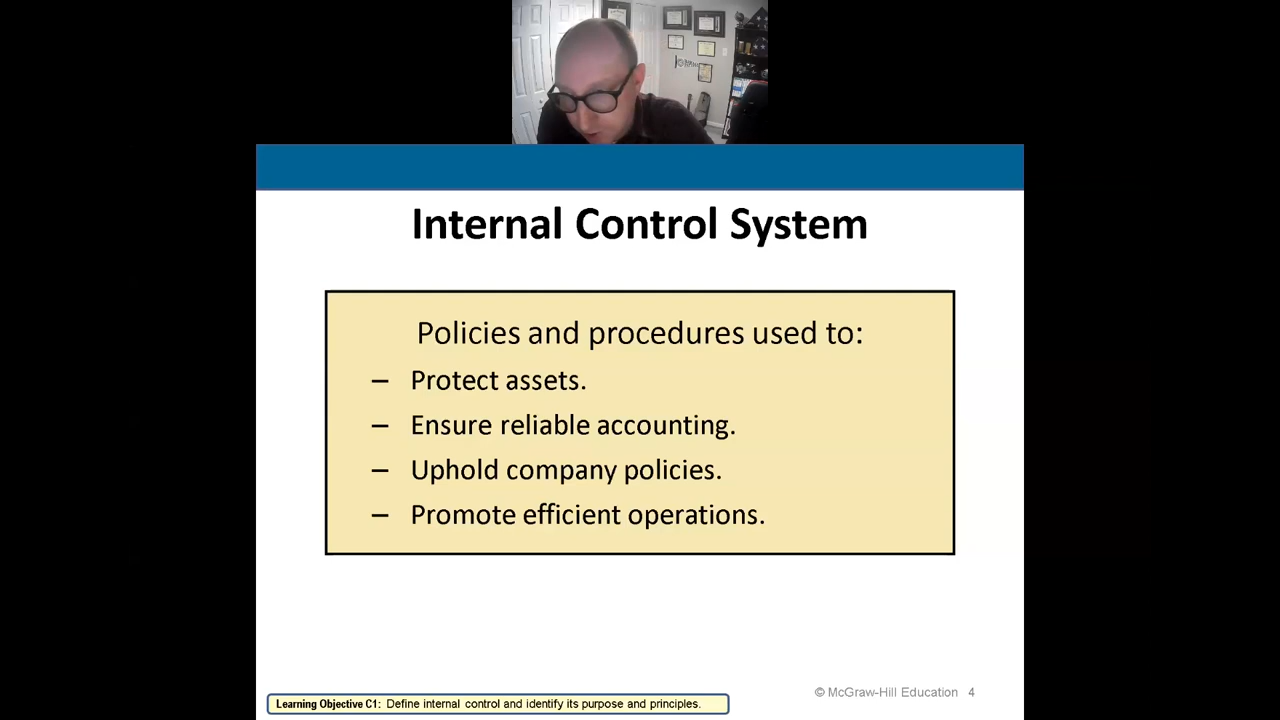 Internal Control System
Policies and procedures used to:
– Protect assets.
– Ensure reliable accounting.
– Uphold company policies.
– Promote efficient operations.
© McGraw-Hill Education 4
Learning Objective C1: Define internal control and identify its purpose and principles.